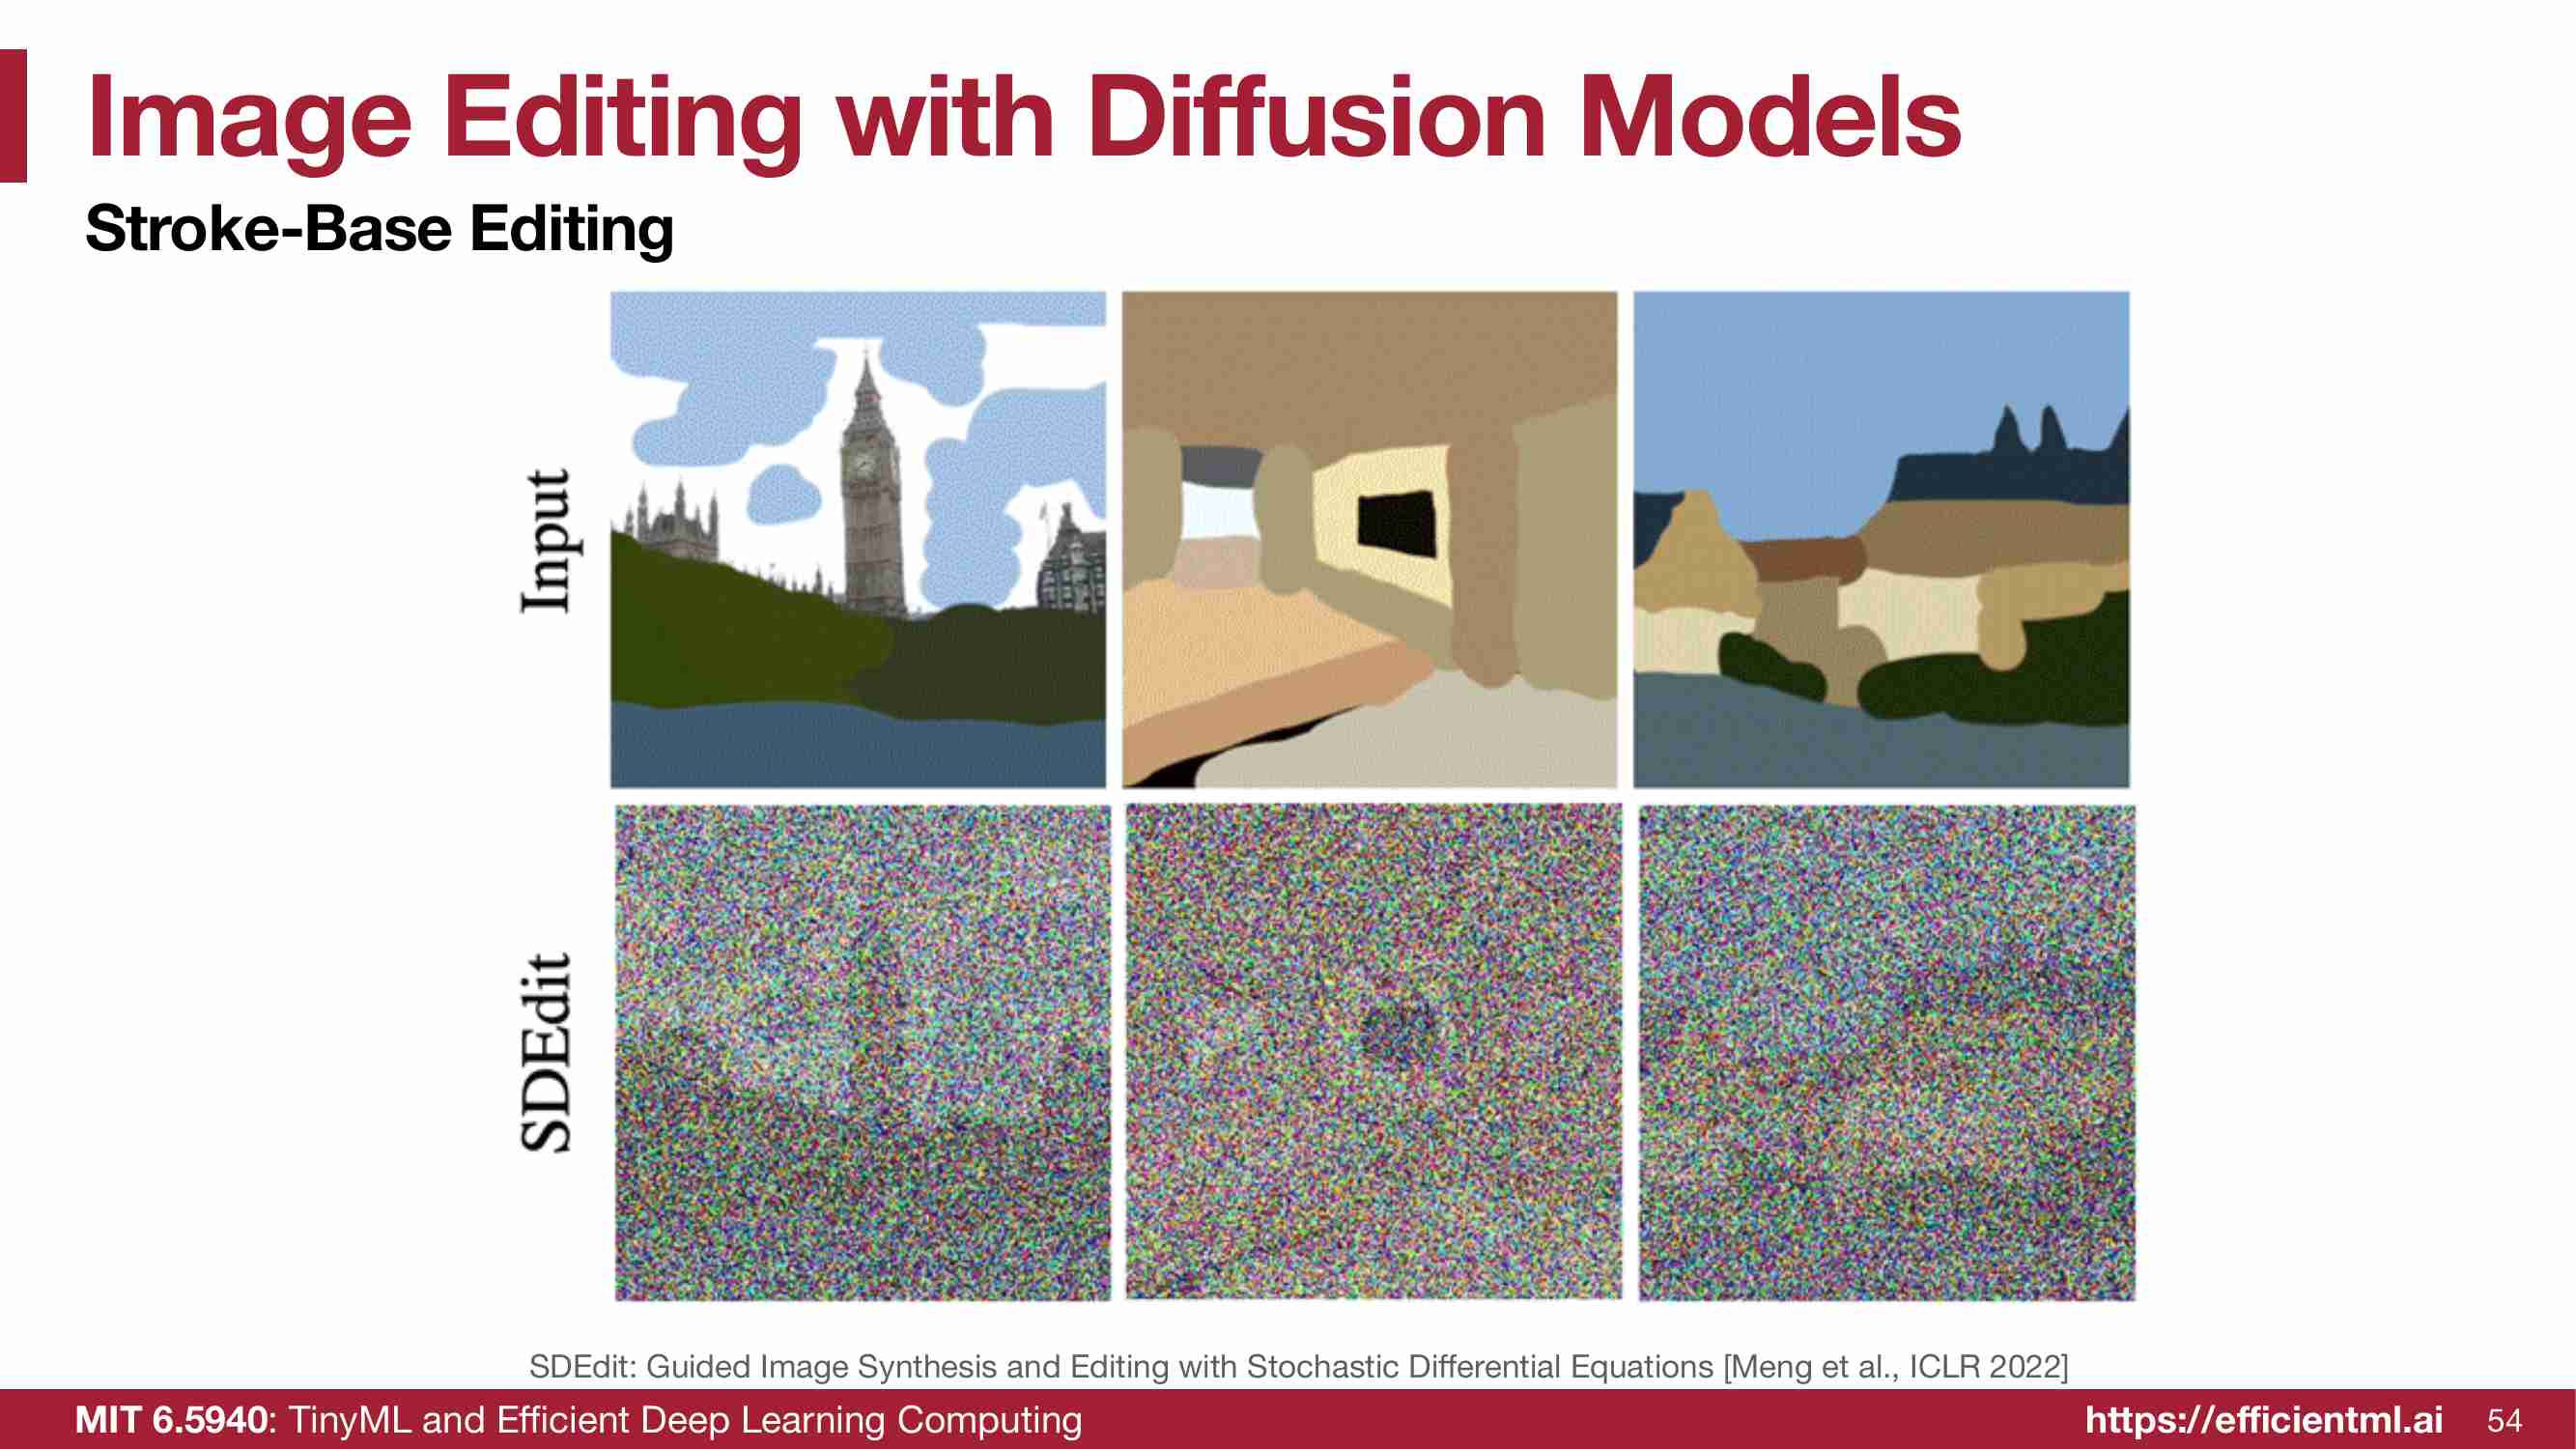 Image Editing with Diffusion Models
Stroke-Base Editing
Input
SDEdit
SDEdit: Guided Image Synthesis and Editing with Stochastic Differential Equations [Meng et al., ICLR 2022]
MIT 6.5940: TinyML and Efficient Deep Learning Computing
https://efficientml.ai 54